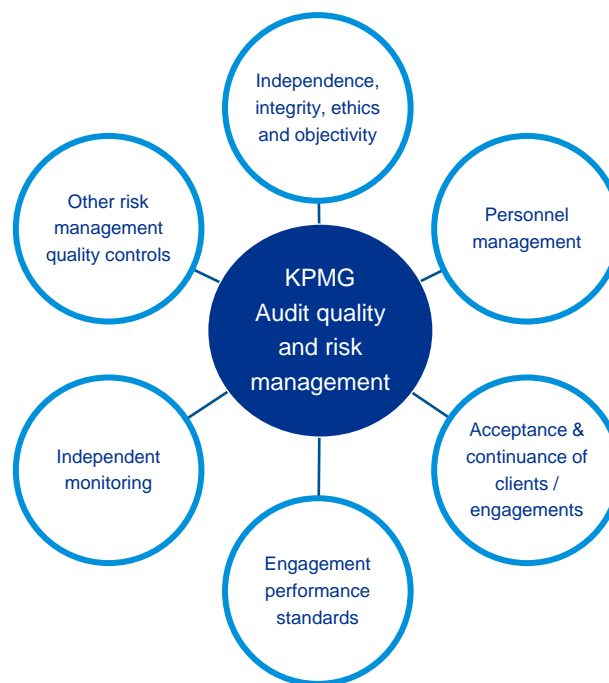 Independence,
integrity, ethics
and objectivity
Other risk
management
quality controls
Personnel
management
KPMG
Audit quality
and risk
management
Independent
monitoring
Acceptance &
continuance of
clients /
engagements
Engagement
performance
standards